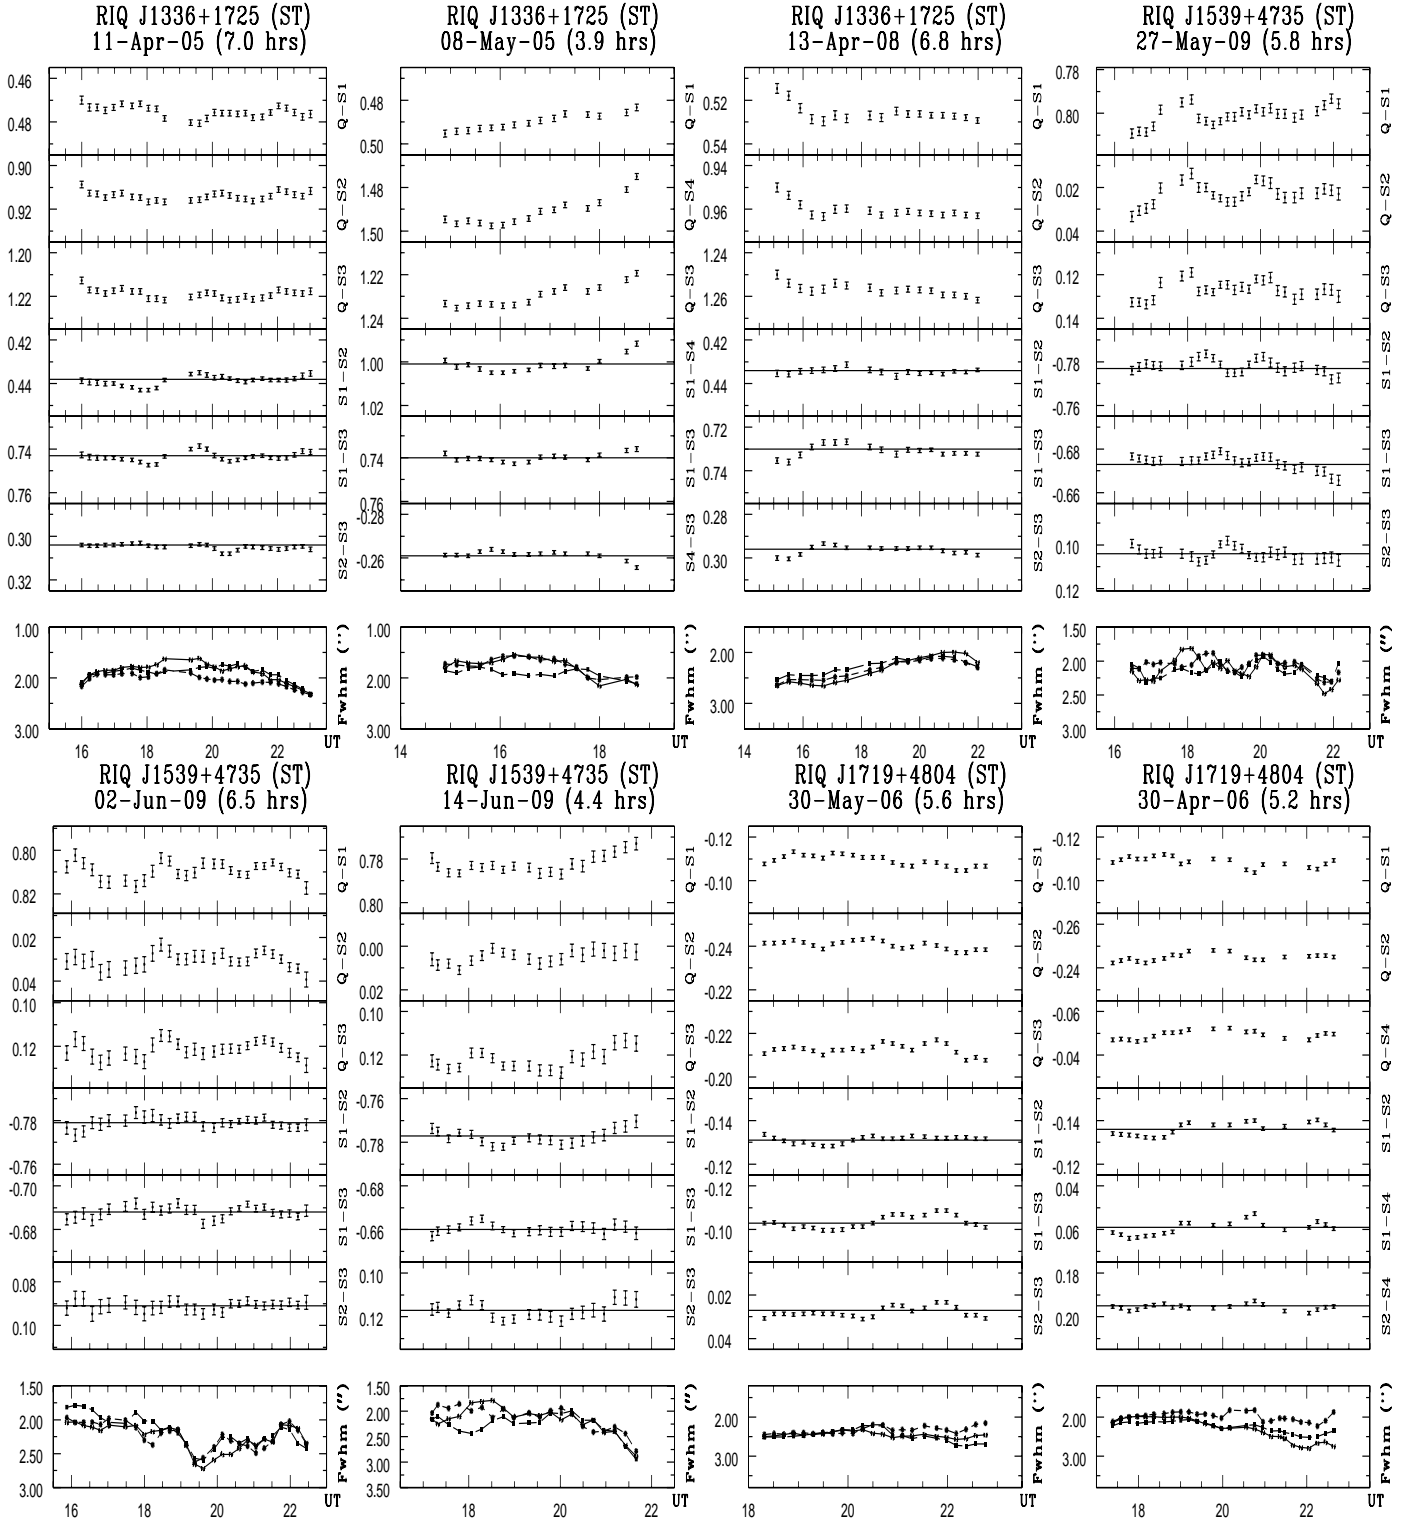 RIQ J1336+1725 (ST)
11-Apr-05 (7.0 hrs)
0.46
0.48
Q-S1
0.90
0.92
Q-S2
1.20
1.22
Q-S3
0.42
0.44
S1-S2
0.74
0.76
S1-S3
0.30
0.32
S2-S3
1.00
2.00
3.00
16
18
20
22
RIQ J1336+1725 (ST)
08-May-05 (3.9 hrs)
0.48
0.50
Q-S1
1.48
1.50
Q-S4
1.22
1.24
Q-S3
1.00
1.02
S1-S4
0.74
0.76
S1-S3
-0.28
-0.26
S4-S3
1.00
2.00
3.00
Fwhm (′′)
14
16
18
UT
RIQ J1336+1725 (ST)
13-Apr-08 (6.8 hrs)
0.52
0.54
Q-S1
0.94
0.96
Q-S2
1.24
1.26
Q-S3
0.42
0.44
S1-S2
0.72
0.74
S1-S3
0.28
0.30
S2-S3
2.00
3.00
Fwhm (′′)
14
16
18
20
22
UT
RIQ J1539+4735 (ST)
27-May-09 (5.8 hrs)
0.78
0.80
Q-S1
0.02
0.04
Q-S2
0.12
0.14
Q-S3
-0.78
-0.76
S1-S2
-0.68
-0.66
S1-S3
0.10
0.12
S2-S3
1.50
2.00
2.50
3.00
Fwhm (″)
16
18
20
22
UT
RIQ J1539+4735 (ST)
02-Jun-09 (6.5 hrs)
0.80
0.82
Q-S1
0.02
0.04
Q-S2
0.10
0.12
Q-S3
-0.78
-0.76
S1-S2
-0.70
-0.68
S1-S3
0.08
0.10
S2-S3
1.50
2.00
2.50
3.00
Fwhm (″)
16
18
20
22
UT
RIQ J1539+4735 (ST)
14-Jun-09 (4.4 hrs)
0.78
0.80
Q-S1
0.00
0.02
Q-S2
0.10
0.12
Q-S3
-0.76
-0.78
S1-S2
-0.68
-0.66
S1-S3
0.10
0.12
S2-S3
1.50
2.00
2.50
3.00
3.50
Fwhm (″)
18
20
22
UT
RIQ J1719+4804 (ST)
30-May-06 (5.6 hrs)
-0.12
-0.10
Q-S1
-0.24
-0.22
Q-S2
-0.22
-0.20
Q-S3
-0.14
-0.12
S1-S2
-0.12
-0.10
S1-S3
0.02
0.04
S2-S3
2.00
3.00
Fwhm (′′)
18
20
22
UT
RIQ J1719+4804 (ST)
30-Apr-06 (5.2 hrs)
-0.12
-0.10
Q-S1
-0.26
-0.24
Q-S2
-0.06
-0.04
Q-S4
-0.14
-0.12
S1-S2
0.04
0.06
S1-S4
0.18
0.20
S2-S4
2.00
3.00
Fwhm (′′)
18
20
22
UT